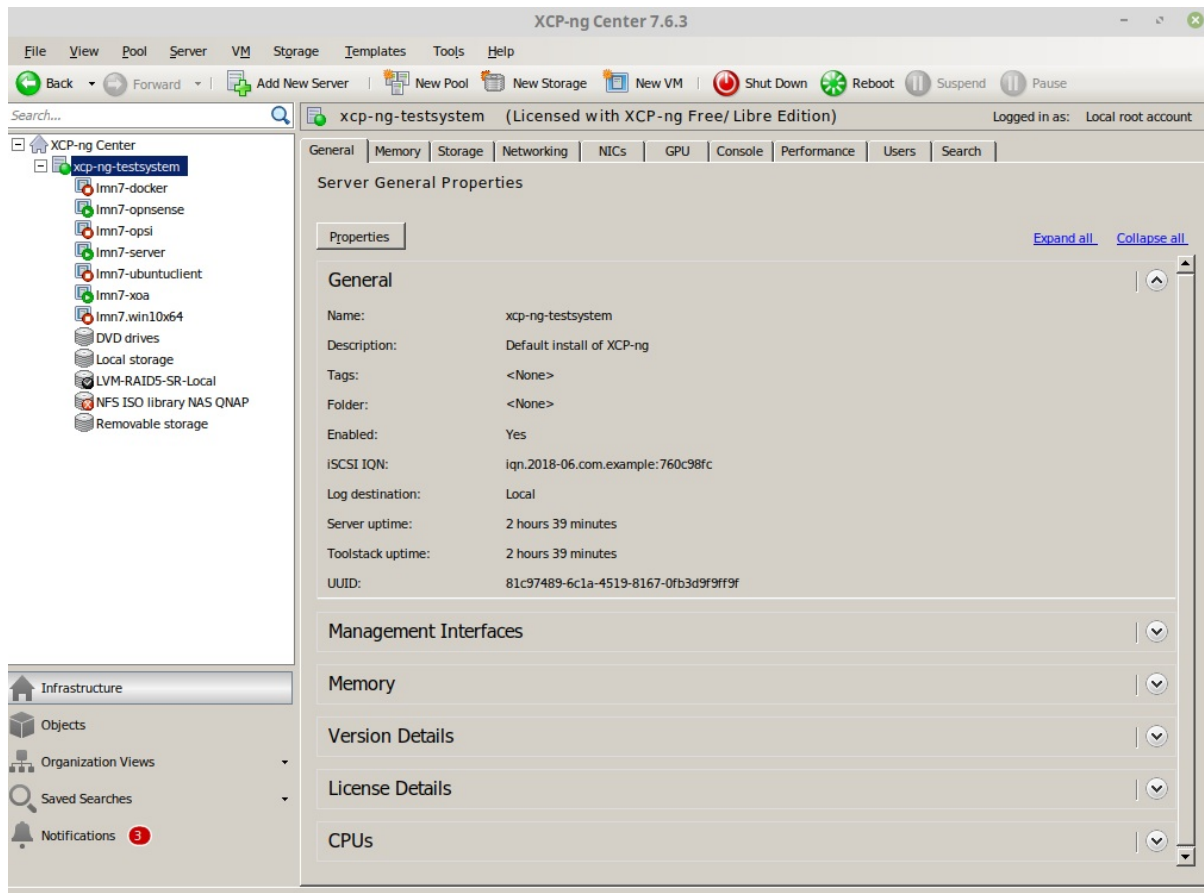 XCP-ng Center 7.6.3
File View Pool Server VM Storage Templates Tools Help
Back Forward Add New Server New Pool New Storage New VM Shut Down Reboot Suspend Pause
Search...
xcp-ng-testsystem (Licensed with XCP-ng Free/Libre Edition) Logged in as: Local root account
XCP-ng Center
xcp-ng-testsystem
lmn7-docker
lmn7-opnsense
lmn7-opsi
lmn7-server
lmn7-ubuntuclient
lmn7-xoa
lmn7.win10x64
DVD drives
Local storage
LVM-RAID5-SR-Local
NFS ISO library NAS QNAP
Removable storage
General Memory Storage Networking NICs GPU Console Performance Users Search
Server General Properties
Properties Expand all Collapse all
General
Name: xcp-ng-testsystem
Description: Default install of XCP-ng
Tags: <None>
Folder: <None>
Enabled: Yes
iSCSI IQN: iqn.2018-06.com.example:760c98fc
Log destination: Local
Server uptime: 2 hours 39 minutes
Toolstack uptime: 2 hours 39 minutes
UUID: 81c97489-6c1a-4519-8167-0fb3d9f9ff9f
Management Interfaces
Memory
Version Details
License Details
CPUs
Infrastructure
Objects
Organization Views
Saved Searches
Notifications 3